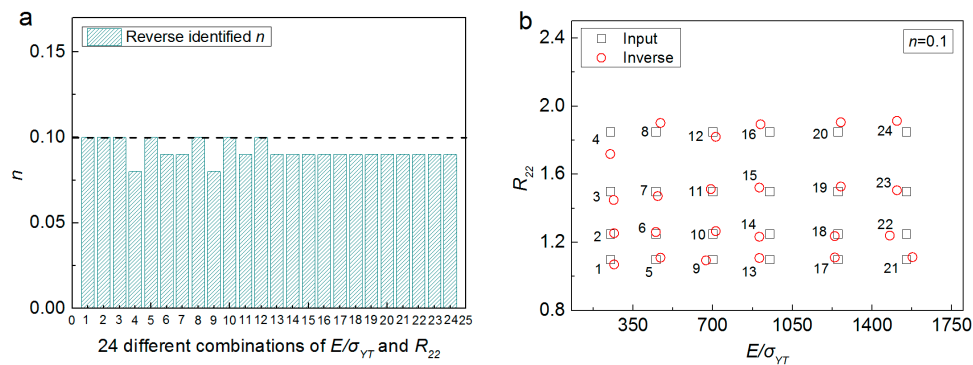 a
Reverse identified n
n
0.15
0.10
0.05
0.00
0 1 2 3 4 5 6 7 8 9 10 11 12 13 14 15 16 17 18 19 20 21 22 23 24 25
24 different combinations of E/σYT and R22
b
Input
Inverse
n=0.1
R22
2.4
2.0
1.6
1.2
0.8
4 8 12 16 20 24
3 7 11 15 19 23
2 6 10 14 18 22
1 5 9 13 17 21
350 700 1050 1400 1750
E/σYT